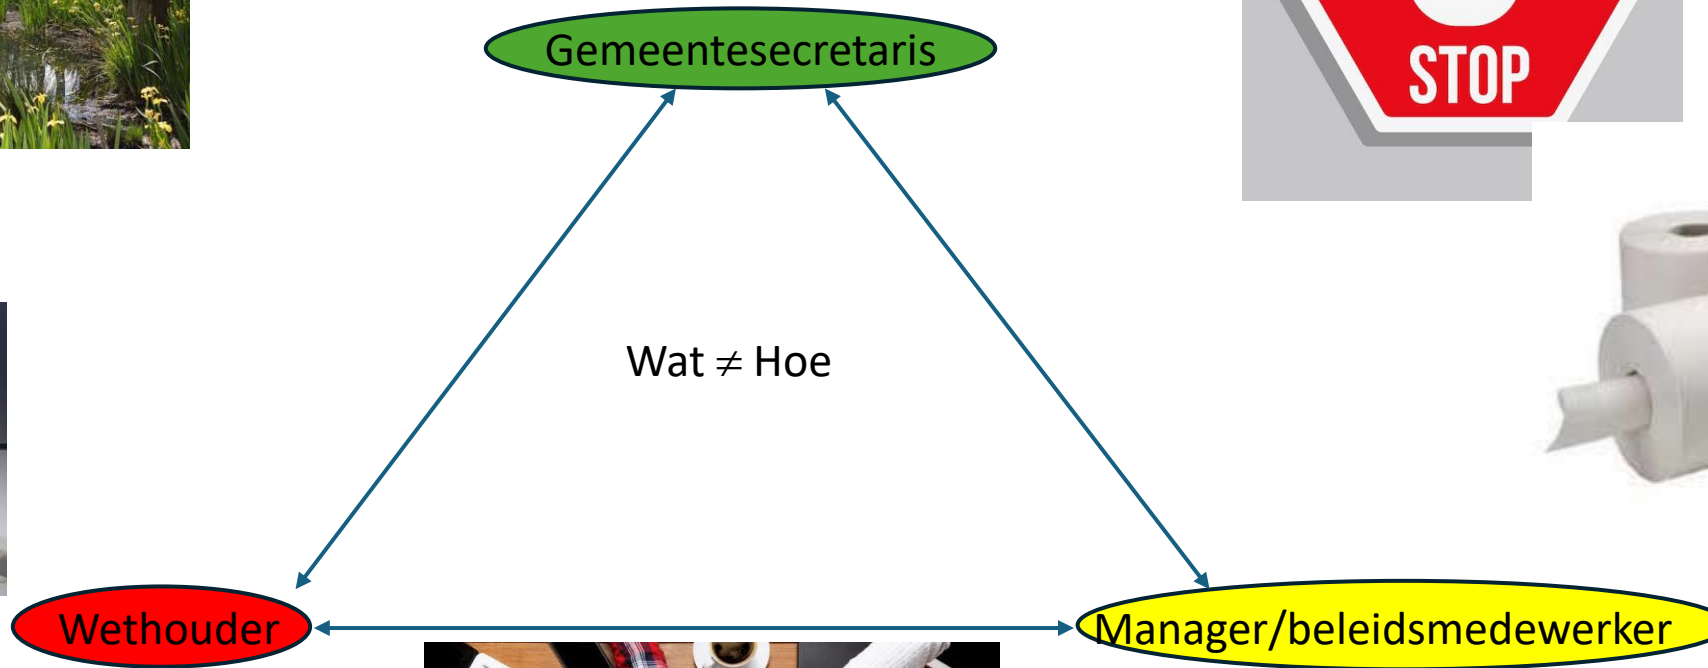 Gemeentesecretaris
STOP
Wat ≠ Hoe
Wethouder
Manager/beleidsmedewerker